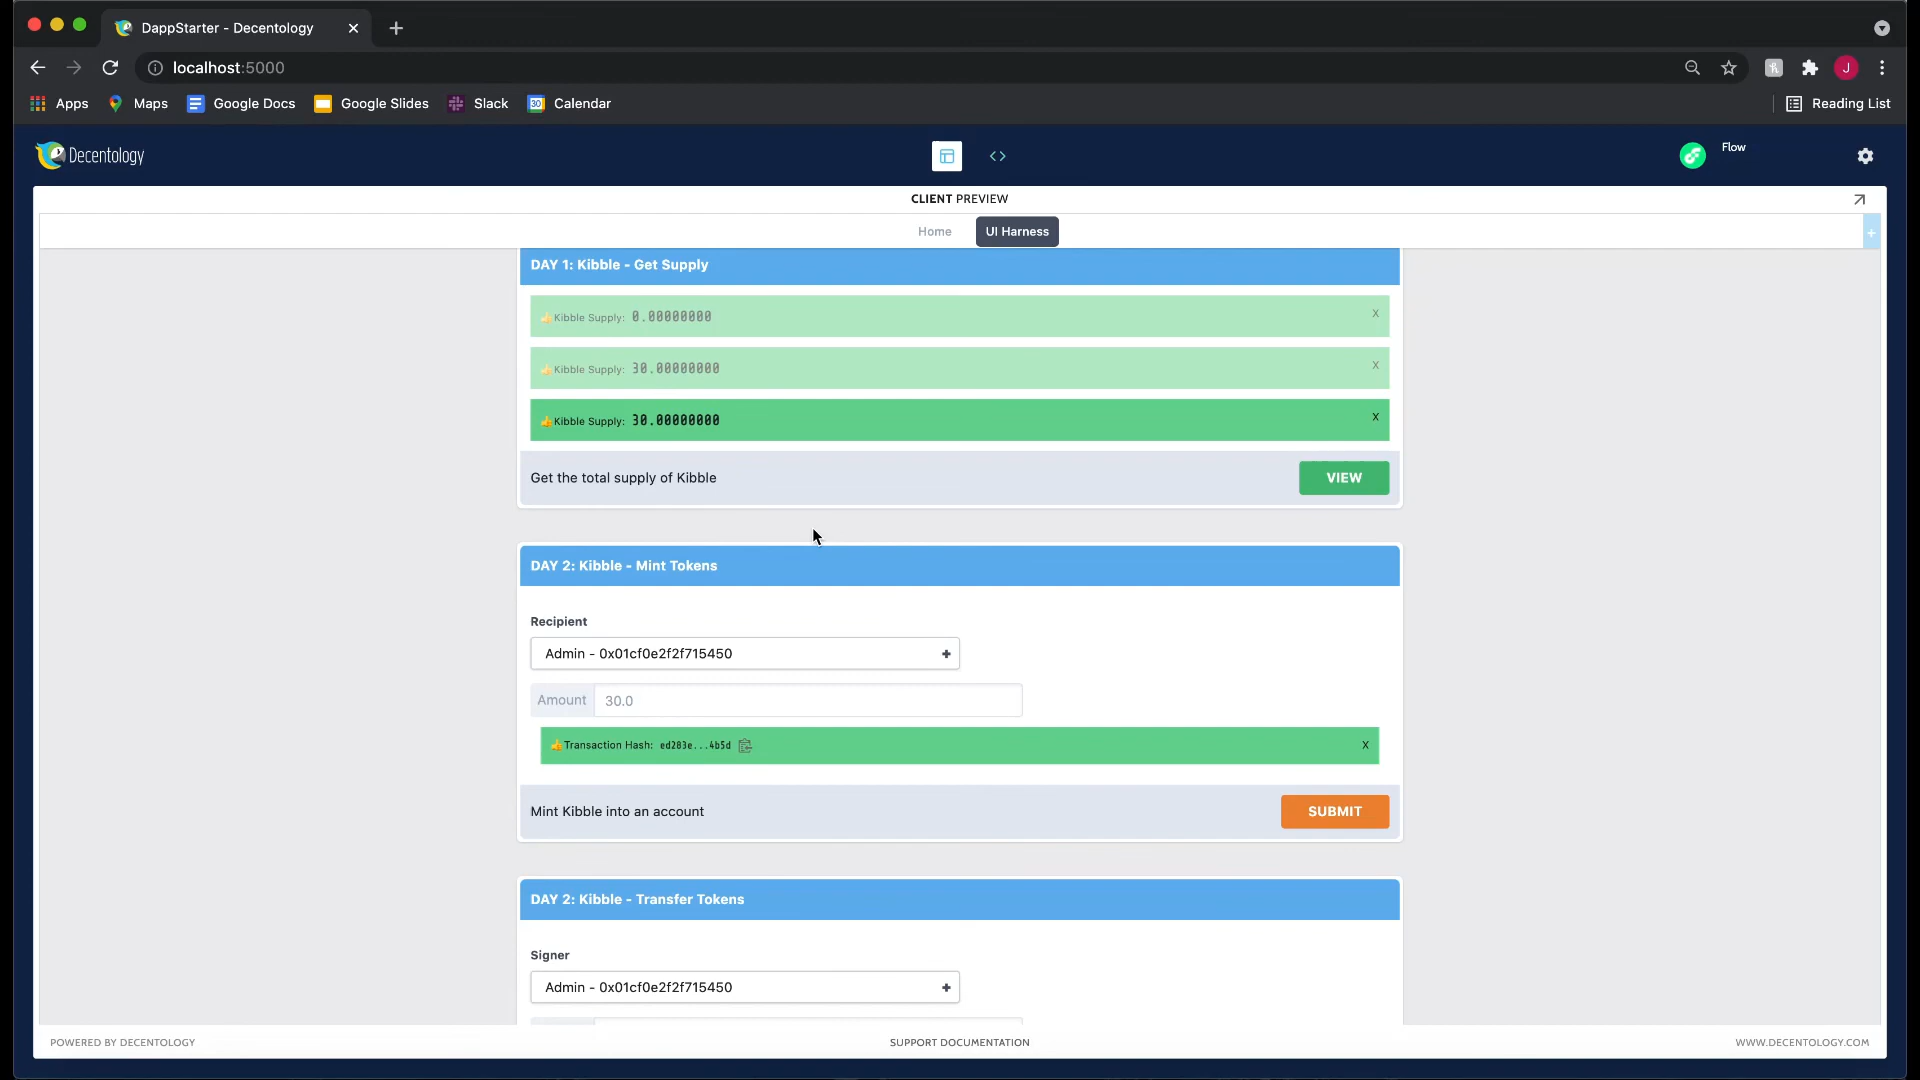 DappStarter - Decentology
localhost:5000
J
Apps
Maps
Google Docs
Google Slides
Slack
30
Calendar
Reading List
Decentology
Flow
CLIENT PREVIEW
Home
UI Harness
+
DAY 1: Kibble - Get Supply
👍Kibble Supply: 0.00000000
X
👍Kibble Supply: 30.00000000
X
👍Kibble Supply: 30.00000000
X
Get the total supply of Kibble
VIEW
DAY 2: Kibble - Mint Tokens
Recipient
Admin - 0x01cf0e2f2f715450
Amount
30.0
👍Transaction Hash: ed283e...4b5d
X
Mint Kibble into an account
SUBMIT
DAY 2: Kibble - Transfer Tokens
Signer
Admin - 0x01cf0e2f2f715450
POWERED BY DECENTOLOGY
SUPPORT DOCUMENTATION
WWW.DECENTOLOGY.COM